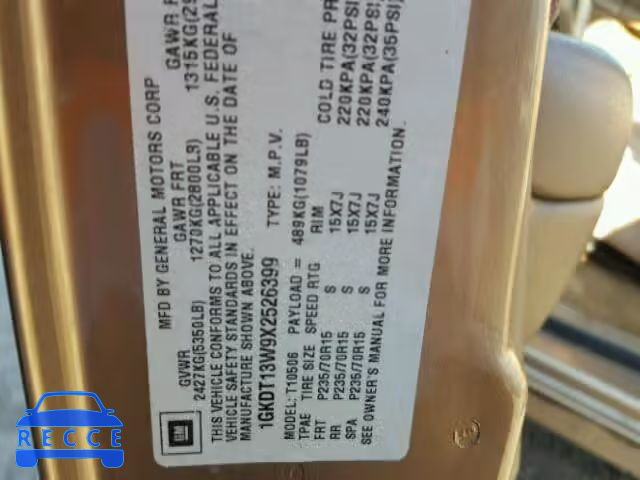 MFD BY GENERAL MOTORS CORP
GVWR GAWR FRT GAWR R
2427KG(5350LB) 1270KG(2800LB) 1315KG(29
THIS VEHICLE CONFORMS TO ALL APPLICABLE U.S. FEDERAL
VEHICLE SAFETY STANDARDS IN EFFECT ON THE DATE OF
MANUFACTURE SHOWN ABOVE.
1GKDT13W9X2526399 TYPE: M.P.V.
MODEL: T10506 PAYLOAD = 489KG(1079LB)
TPAE TIRE SIZE SPEED RTG RIM COLD TIRE PR
FRT P235/70R15 S 15X7J 220KPA(32PSI)
RR P235/70R15 S 15X7J 220KPA(32PSI)
SPA P235/70R15 S 15X7J 240KPA(35PSI)
SEE OWNER'S MANUAL FOR MORE INFORMATION.
GM
RECCE